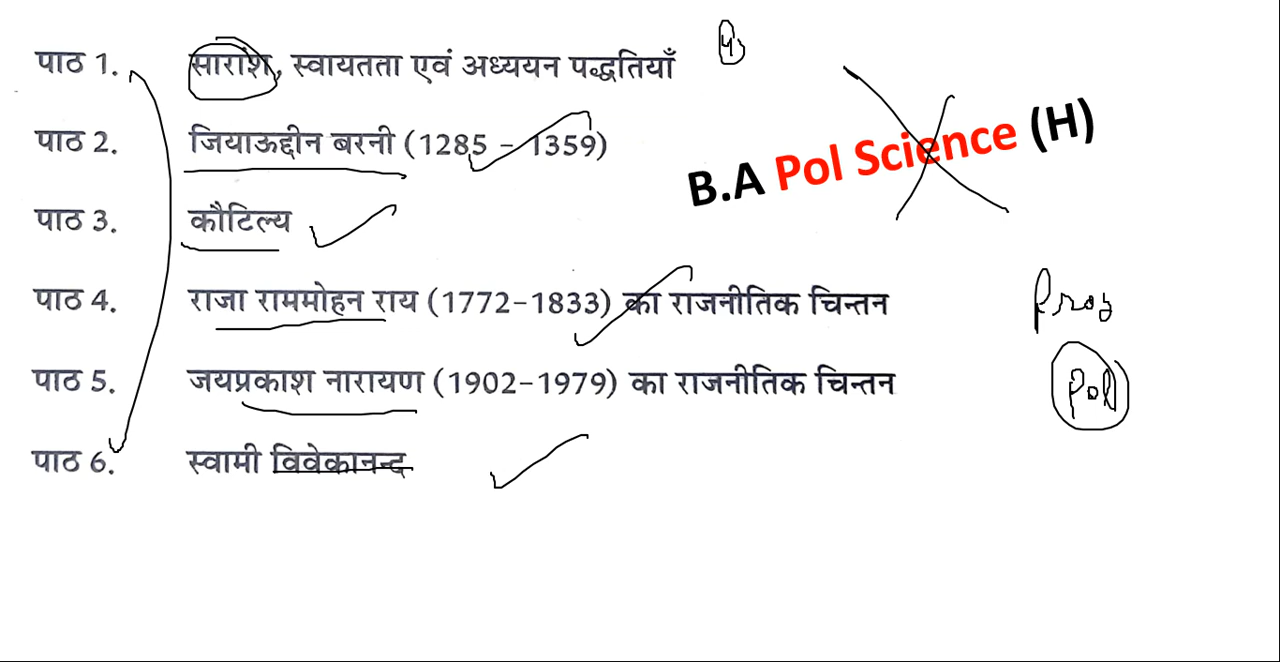 पाठ 1. सारांश, स्वायतता एवं अध्ययन पद्धतियाँ
B.A Pol Science (H)
पाठ 2. जियाऊद्दीन बरनी (1285 - 1359)
पाठ 3. कौटिल्य
पाठ 4. राजा राममोहन राय (1772-1833) का राजनीतिक चिन्तन
पाठ 5. जयप्रकाश नारायण (1902-1979) का राजनीतिक चिन्तन
Pol
पाठ 6. स्वामी विवेकानन्द